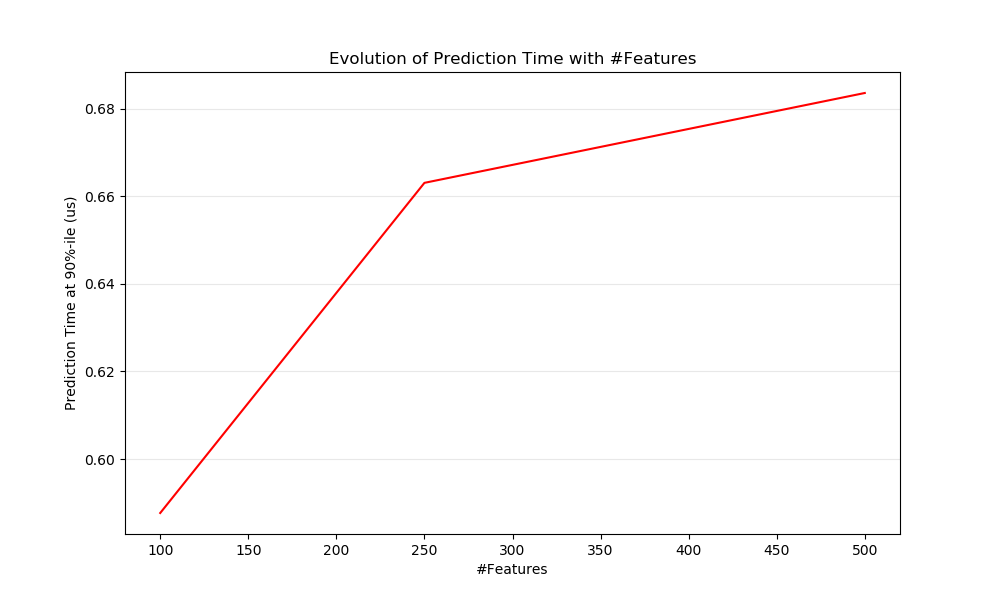 Evolution of Prediction Time with #Features
Prediction Time at 90%-ile (us)
0.68
0.66
0.64
0.62
0.60
100 150 200 250 300 350 400 450 500
#Features